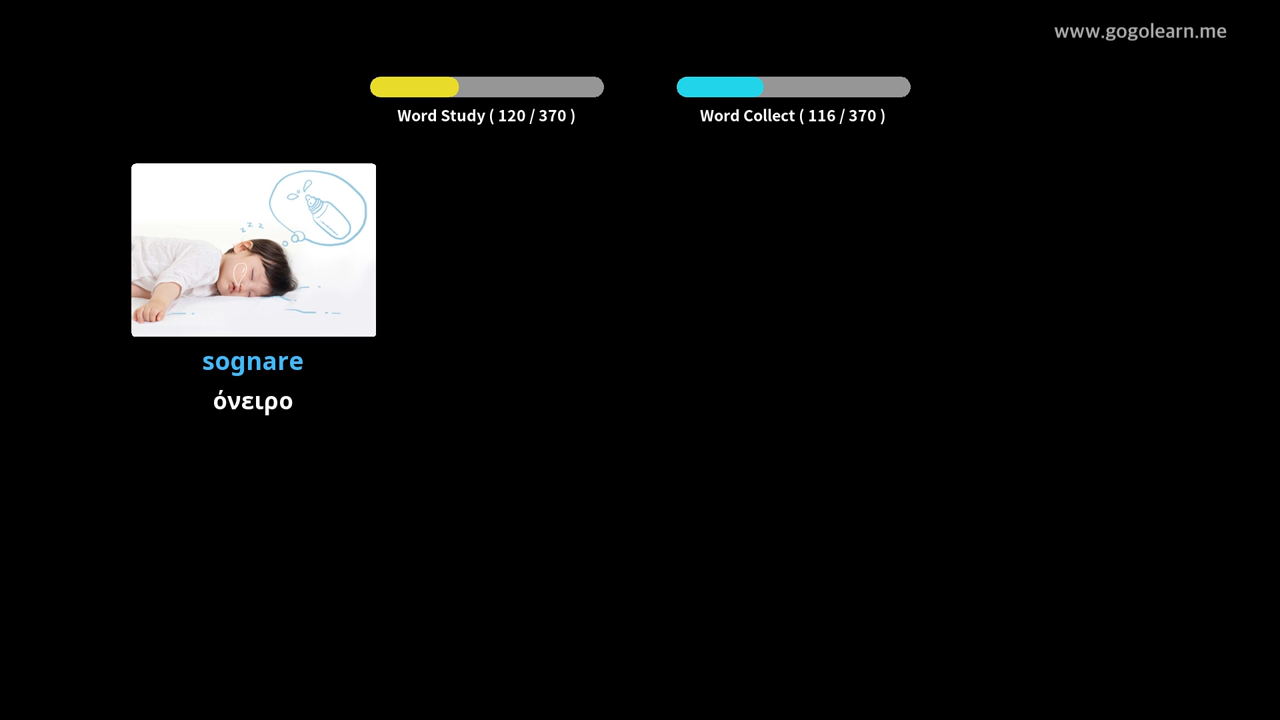 www.gogolearn.me
Word Study ( 120 / 370 )
Word Collect ( 116 / 370 )
z z z
sognare
όνειρο